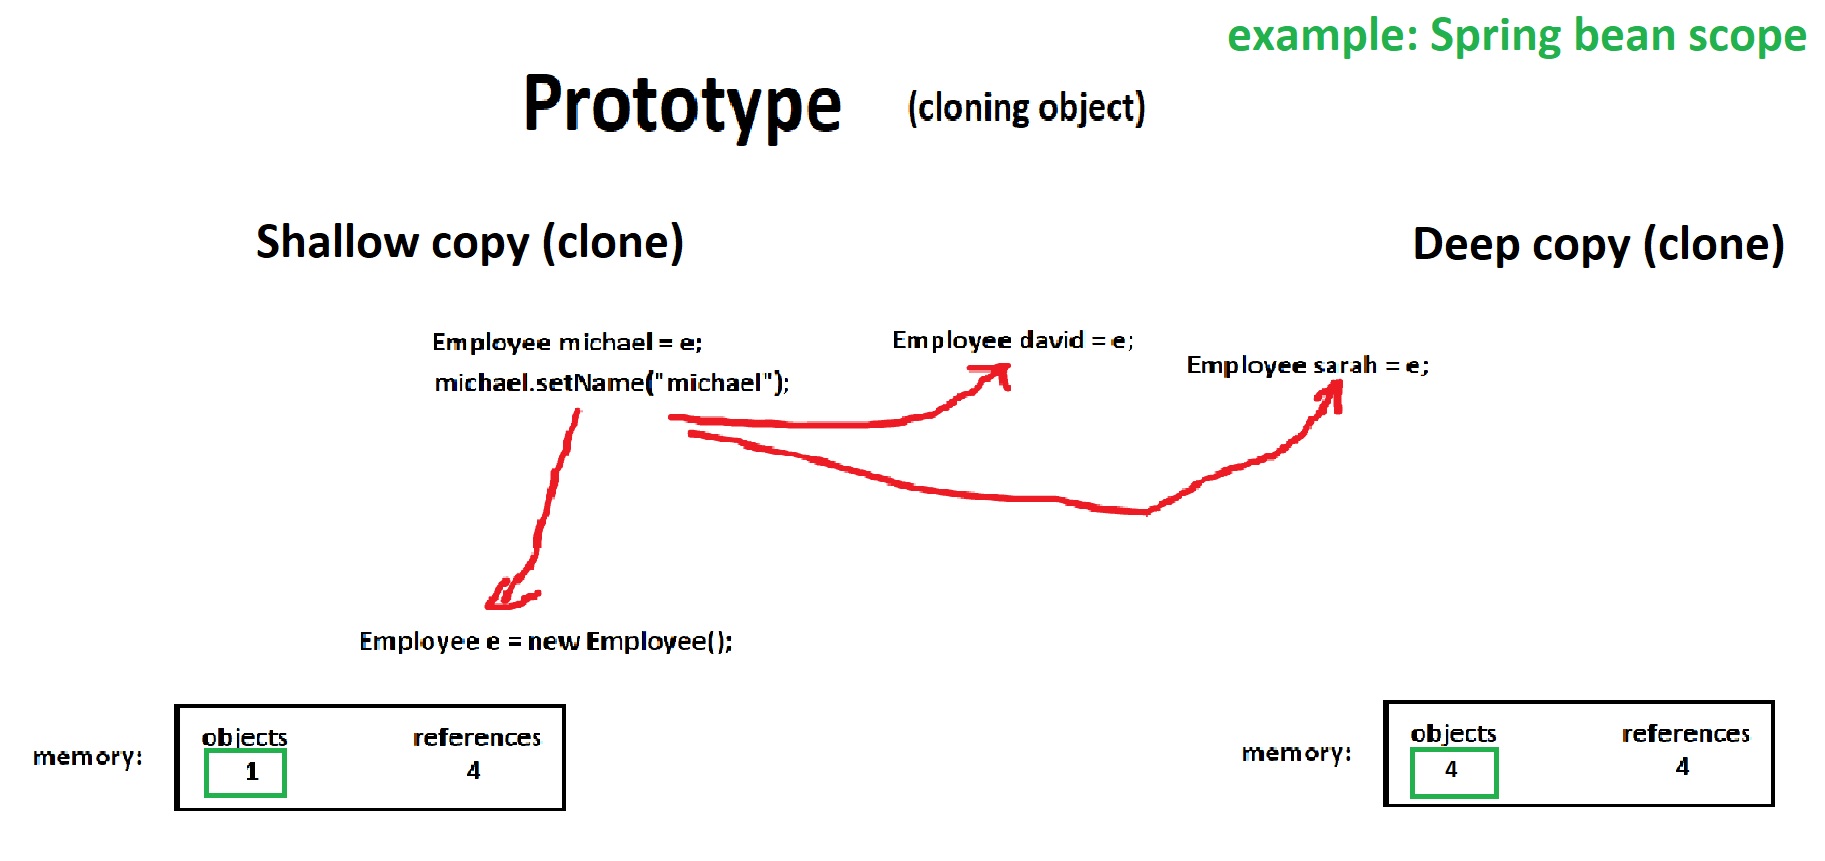 example: Spring bean scope
Prototype (cloning object)
Shallow copy (clone)
Deep copy (clone)
Employee michael = e;
michael.setName("michael");
Employee david = e;
Employee sarah = e;
Employee e = new Employee();
memory:
objects references
1 4
memory:
objects references
4 4